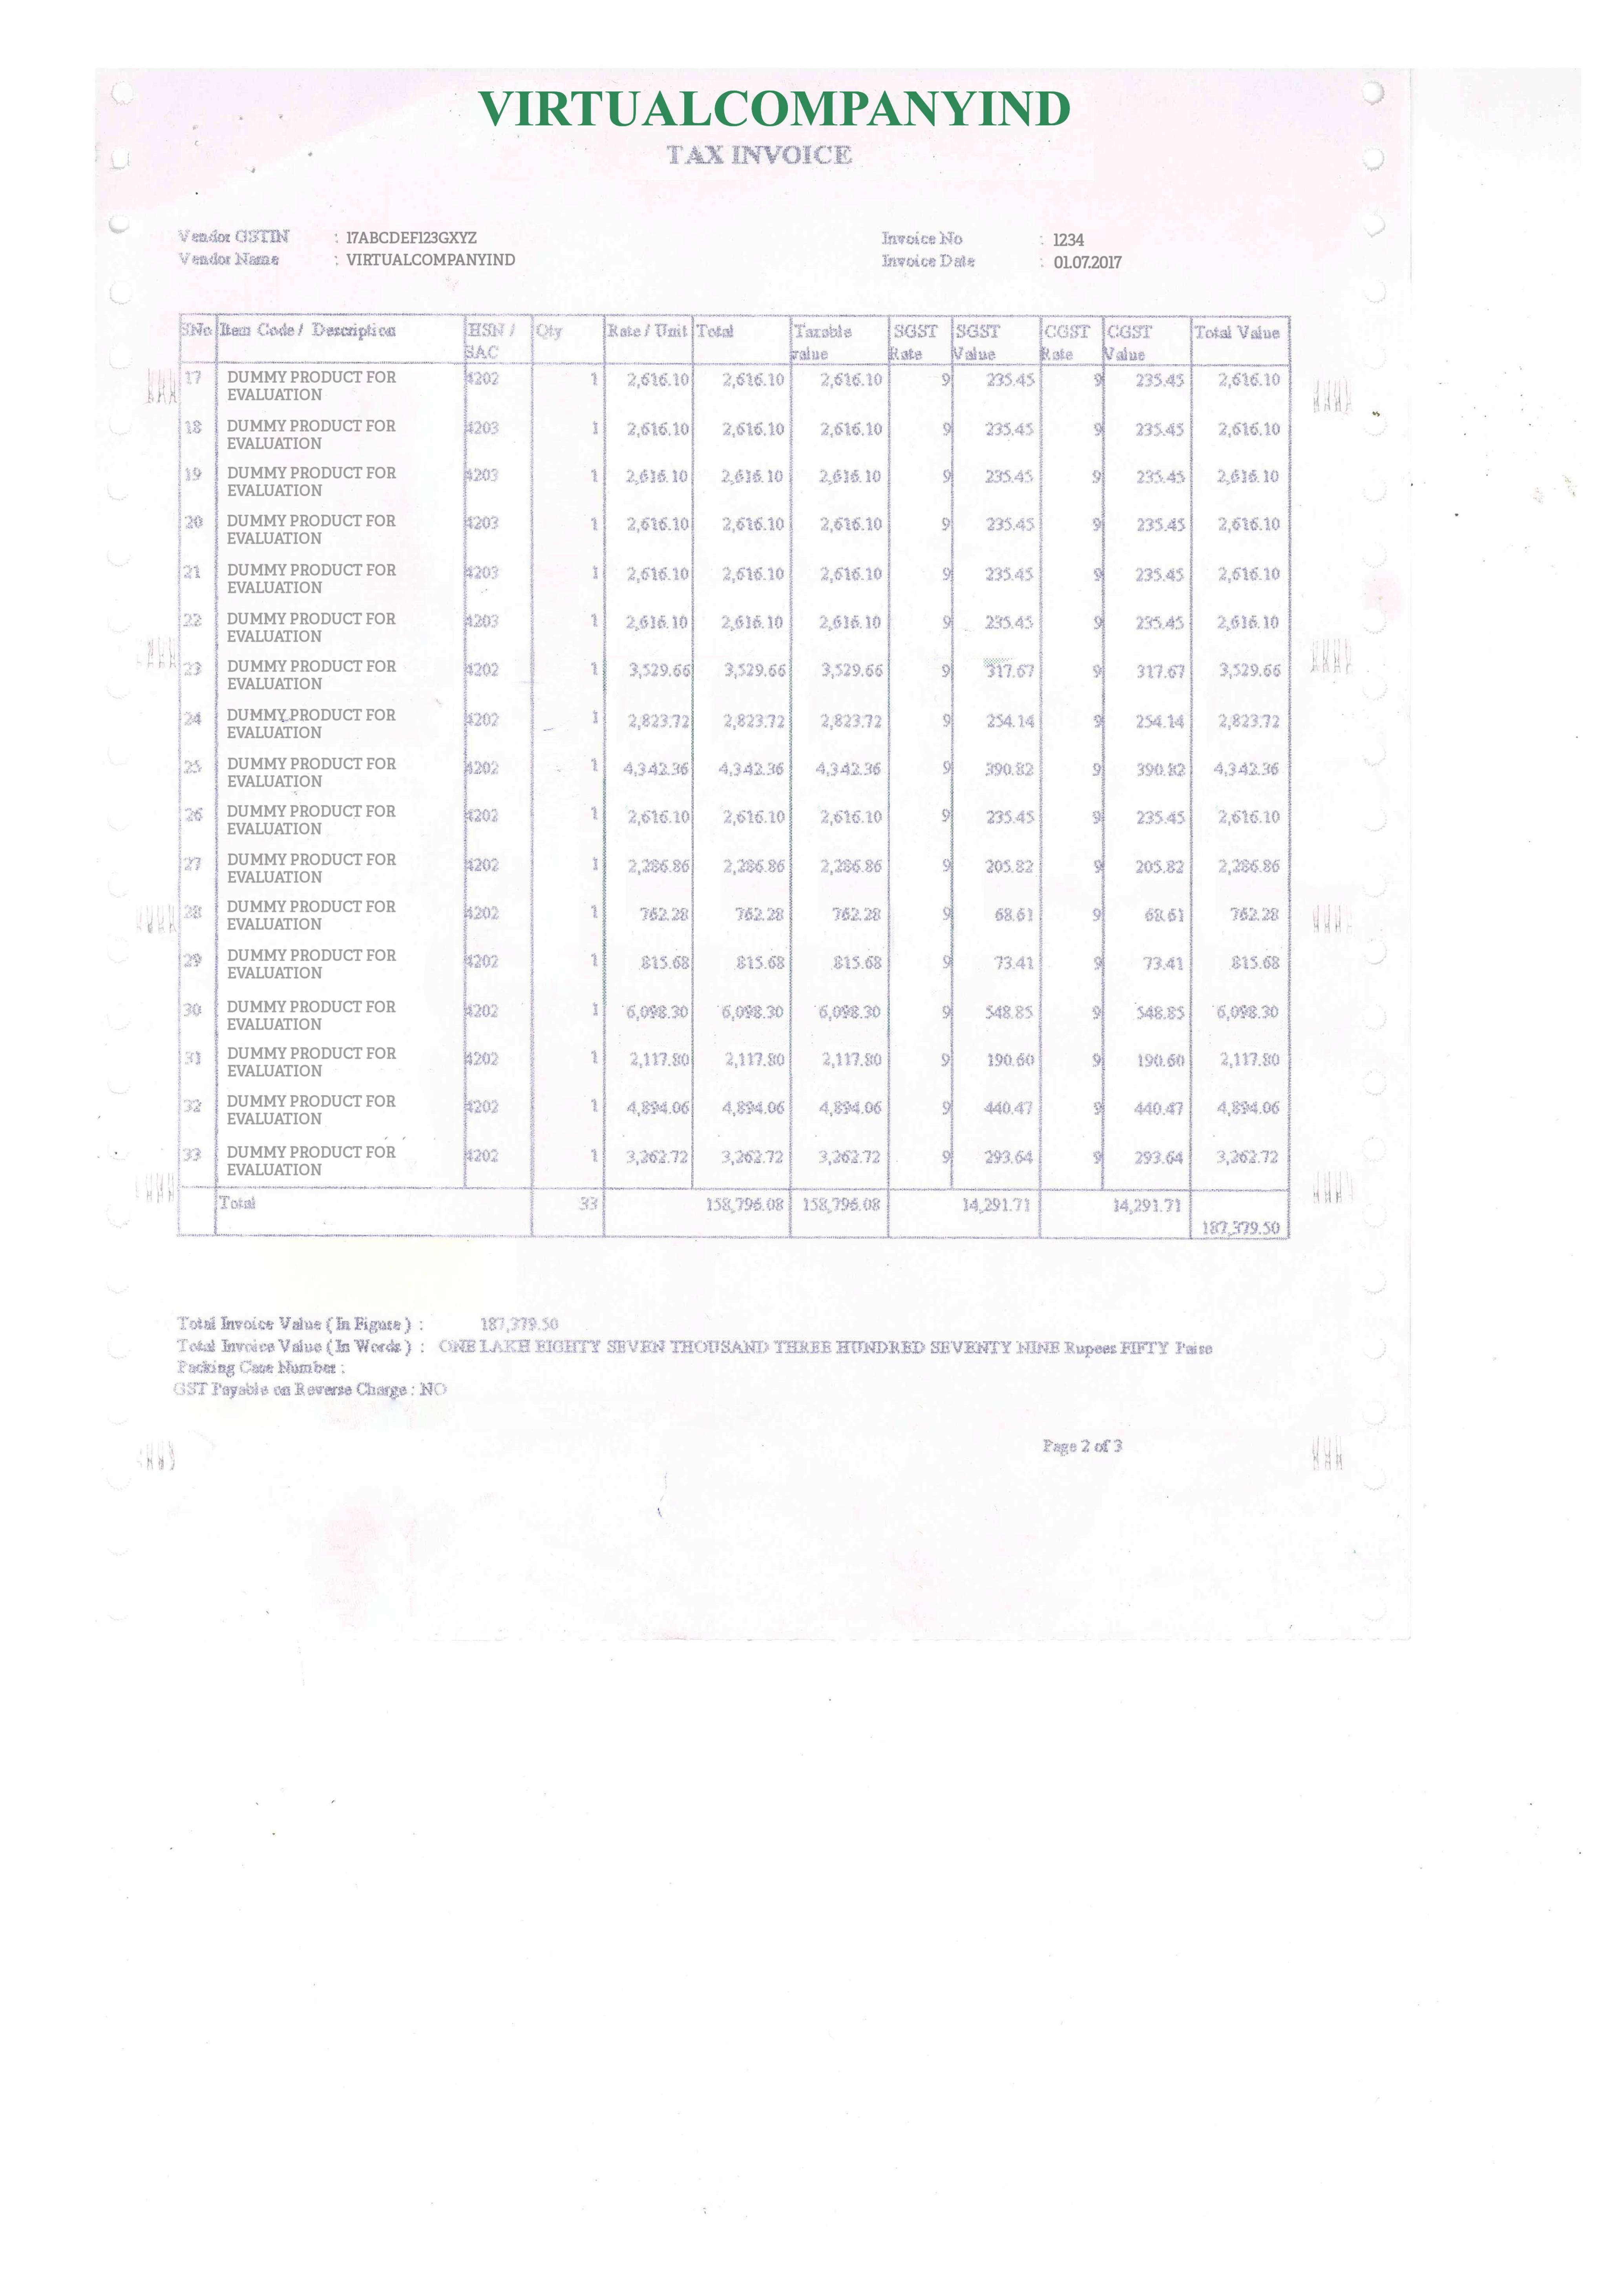 VIRTUALCOMPANYIND
TAX INVOICE
Vendor GSTIN : 17ABCDEF123GXYZ Invoice No : 1234
Vendor Name : VIRTUALCOMPANYIND Invoice Date : 01.07.2017
SNo Item Code / Description HSN / Qty Rate / Unit Total Taxable SGST SGST CGST CGST Total Value
SAC value Rate Value Rate Value
17 DUMMY PRODUCT FOR 4202 1 2,616.10 2,616.10 2,616.10 9 235.45 9 235.45 2,616.10
EVALUATION
18 DUMMY PRODUCT FOR 4203 1 2,616.10 2,616.10 2,616.10 9 235.45 9 235.45 2,616.10
EVALUATION
19 DUMMY PRODUCT FOR 4203 1 2,616.10 2,616.10 2,616.10 9 235.45 9 235.45 2,616.10
EVALUATION
20 DUMMY PRODUCT FOR 4203 1 2,616.10 2,616.10 2,616.10 9 235.45 9 235.45 2,616.10
EVALUATION
21 DUMMY PRODUCT FOR 4203 1 2,616.10 2,616.10 2,616.10 9 235.45 9 235.45 2,616.10
EVALUATION
22 DUMMY PRODUCT FOR 4203 1 2,616.10 2,616.10 2,616.10 9 235.45 9 235.45 2,616.10
EVALUATION
23 DUMMY PRODUCT FOR 4202 1 3,529.66 3,529.66 3,529.66 9 317.67 9 317.67 3,529.66
EVALUATION
24 DUMMY PRODUCT FOR 4202 1 2,823.72 2,823.72 2,823.72 9 254.14 9 254.14 2,823.72
EVALUATION
25 DUMMY PRODUCT FOR 4202 1 4,342.36 4,342.36 4,342.36 9 390.82 9 390.82 4,342.36
EVALUATION
26 DUMMY PRODUCT FOR 4202 1 2,616.10 2,616.10 2,616.10 9 235.45 9 235.45 2,616.10
EVALUATION
27 DUMMY PRODUCT FOR 4202 1 2,286.86 2,286.86 2,286.86 9 205.82 9 205.82 2,286.86
EVALUATION
28 DUMMY PRODUCT FOR 4202 1 762.28 762.28 762.28 9 68.61 9 68.61 762.28
EVALUATION
29 DUMMY PRODUCT FOR 4202 1 815.68 815.68 815.68 9 73.41 9 73.41 815.68
EVALUATION
30 DUMMY PRODUCT FOR 4202 1 6,098.30 6,098.30 6,098.30 9 548.85 9 548.85 6,098.30
EVALUATION
31 DUMMY PRODUCT FOR 4202 1 2,117.80 2,117.80 2,117.80 9 190.60 9 190.60 2,117.80
EVALUATION
32 DUMMY PRODUCT FOR 4202 1 4,894.06 4,894.06 4,894.06 9 440.47 9 440.47 4,894.06
EVALUATION
33 DUMMY PRODUCT FOR 4202 1 3,262.72 3,262.72 3,262.72 9 293.64 9 293.64 3,262.72
EVALUATION
Total 33 158,796.08 158,796.08 14,291.71 14,291.71
187,379.50
Total Invoice Value ( In Figure ) : 187,379.50
Total Invoice Value ( In Words ) : ONE LAKH EIGHTY SEVEN THOUSAND THREE HUNDRED SEVENTY NINE Rupees FIFTY Paise
Packing Case Number :
GST Payable on Reverse Charge : NO
Page 2 of 3